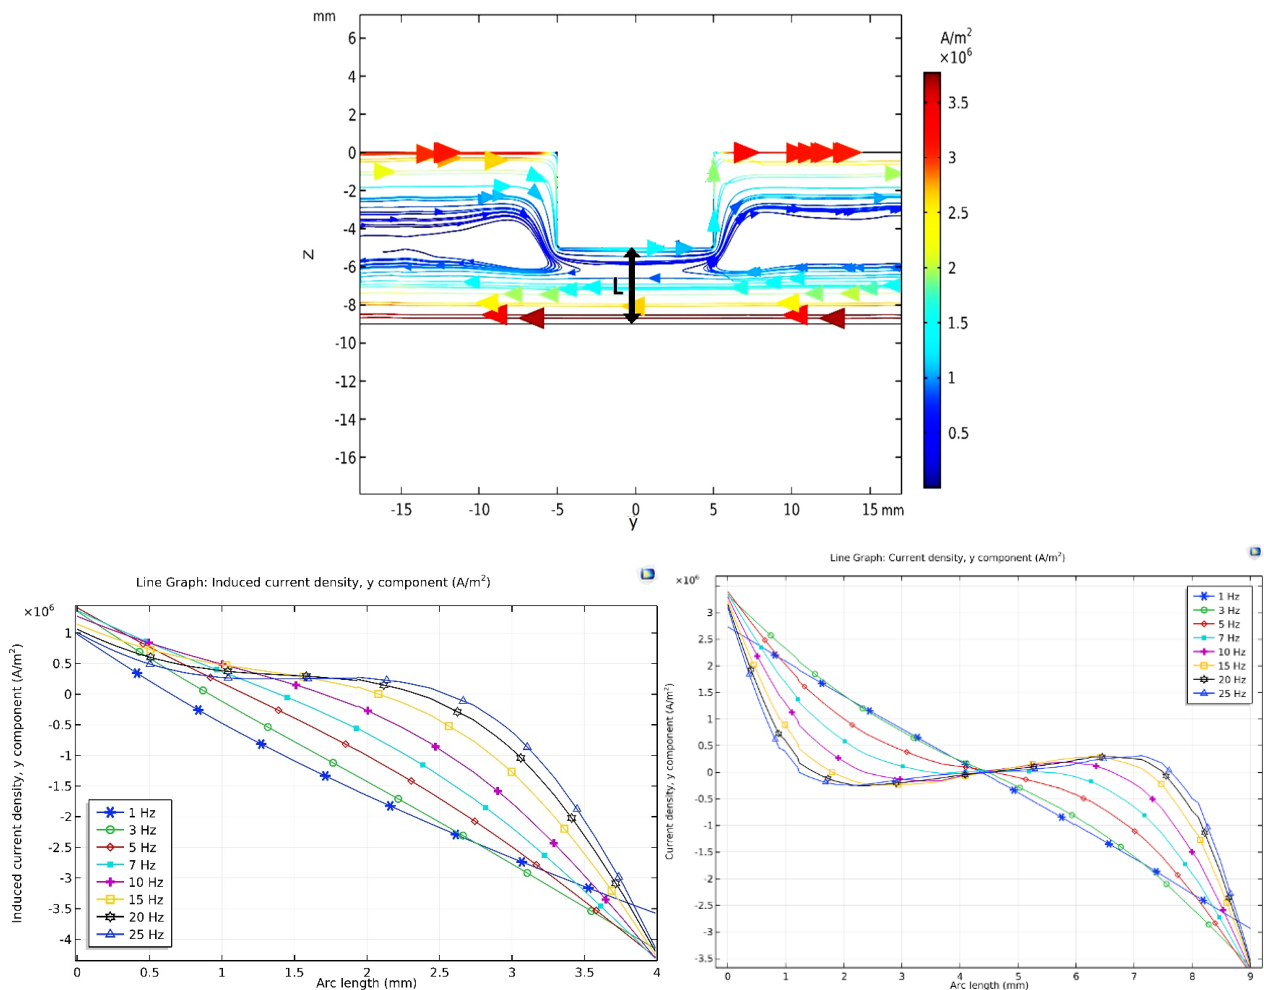 mm
A/m²
×10⁶
6
4
2
0
-2
-4
-6
-8
-10
-12
-14
-16
z
L
-15
-10
-5
0
5
10
15 mm
y
3.5
3
2.5
2
1.5
1
0.5
Line Graph: Induced current density, y component (A/m²)
×10⁶
1
0.5
0
-0.5
-1
-1.5
-2
-2.5
-3
-3.5
-4
Induced current density, y component (A/m²)
1 Hz
3 Hz
5 Hz
7 Hz
10 Hz
15 Hz
20 Hz
25 Hz
0
0.5
1
1.5
2
2.5
3
3.5
4
Arc length (mm)
Line Graph: Current density, y component (A/m²)
×10⁶
3
2.5
2
1.5
1
0.5
0
-0.5
-1
-1.5
-2
-2.5
-3
-3.5
Current density, y component (A/m²)
1 Hz
3 Hz
5 Hz
7 Hz
10 Hz
15 Hz
20 Hz
25 Hz
0
1
2
3
4
5
6
7
8
9
Arc length (mm)